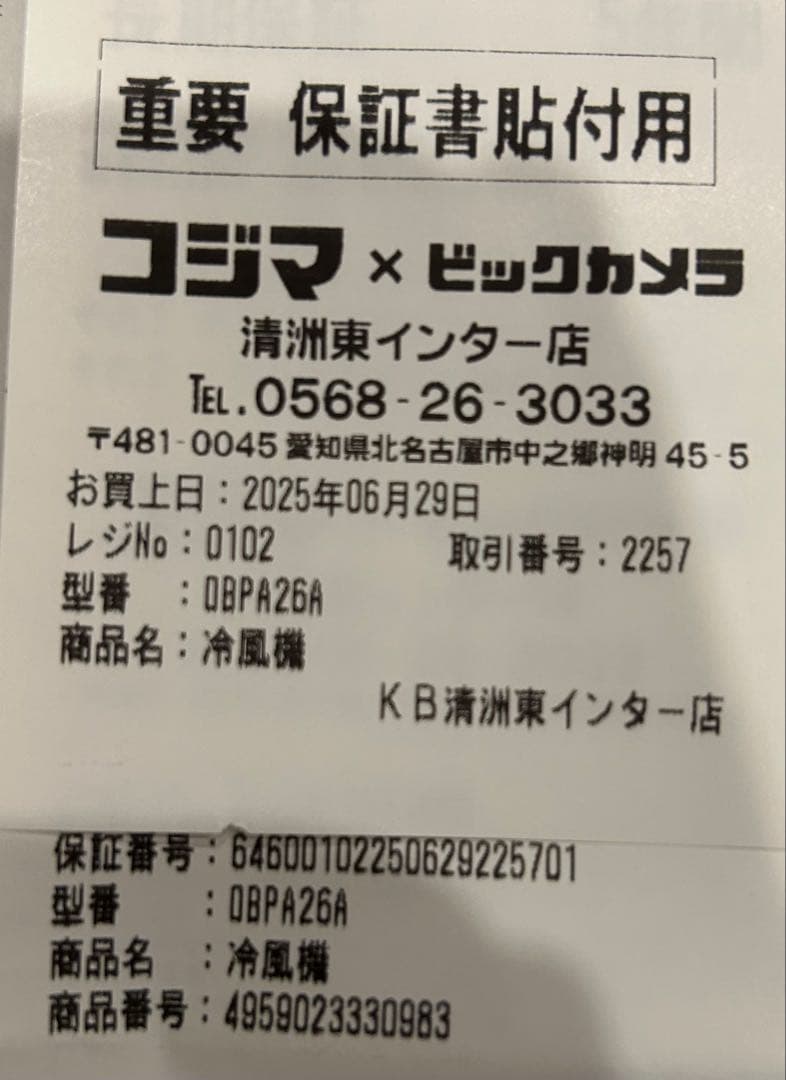 重要 保証書貼付用
コジマ×ビックカメラ
清洲東インター店
TEL.0568-26-3033
〒481-0045 愛知県北名古屋市中之郷神明 45-5
お買上日：2025年06月29日
レジNo：0102 取引番号：2257
型番 ：OBPA26A
商品名：冷風機
KB清洲東インター店
保証番号：64600102250629225701
型番 ：OBPA26A
商品名 ：冷風機
商品番号：4959023330983